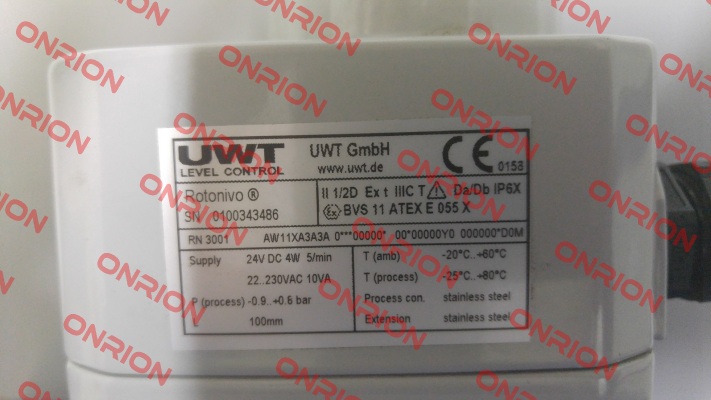 UWT
LEVEL CONTROL
UWT GmbH
www.uwt.de
CE 0158
Rotonivo ®
SN 0100343486
II 1/2D Ex t IIIC T Da/Db IP6X
Ex BVS 11 ATEX E 055 X
RN 3001 AW11XA3A3A 0***00000* 00*00000Y0 000000*D0M
Supply 24V DC 4W 5/min
22..230VAC 10VA
P (process) -0.9..+0.8 bar
100mm
T (amb) -20°C..+60°C
T (process) -25°C..+80°C
Process con. stainless steel
Extension stainless steel
ONRION